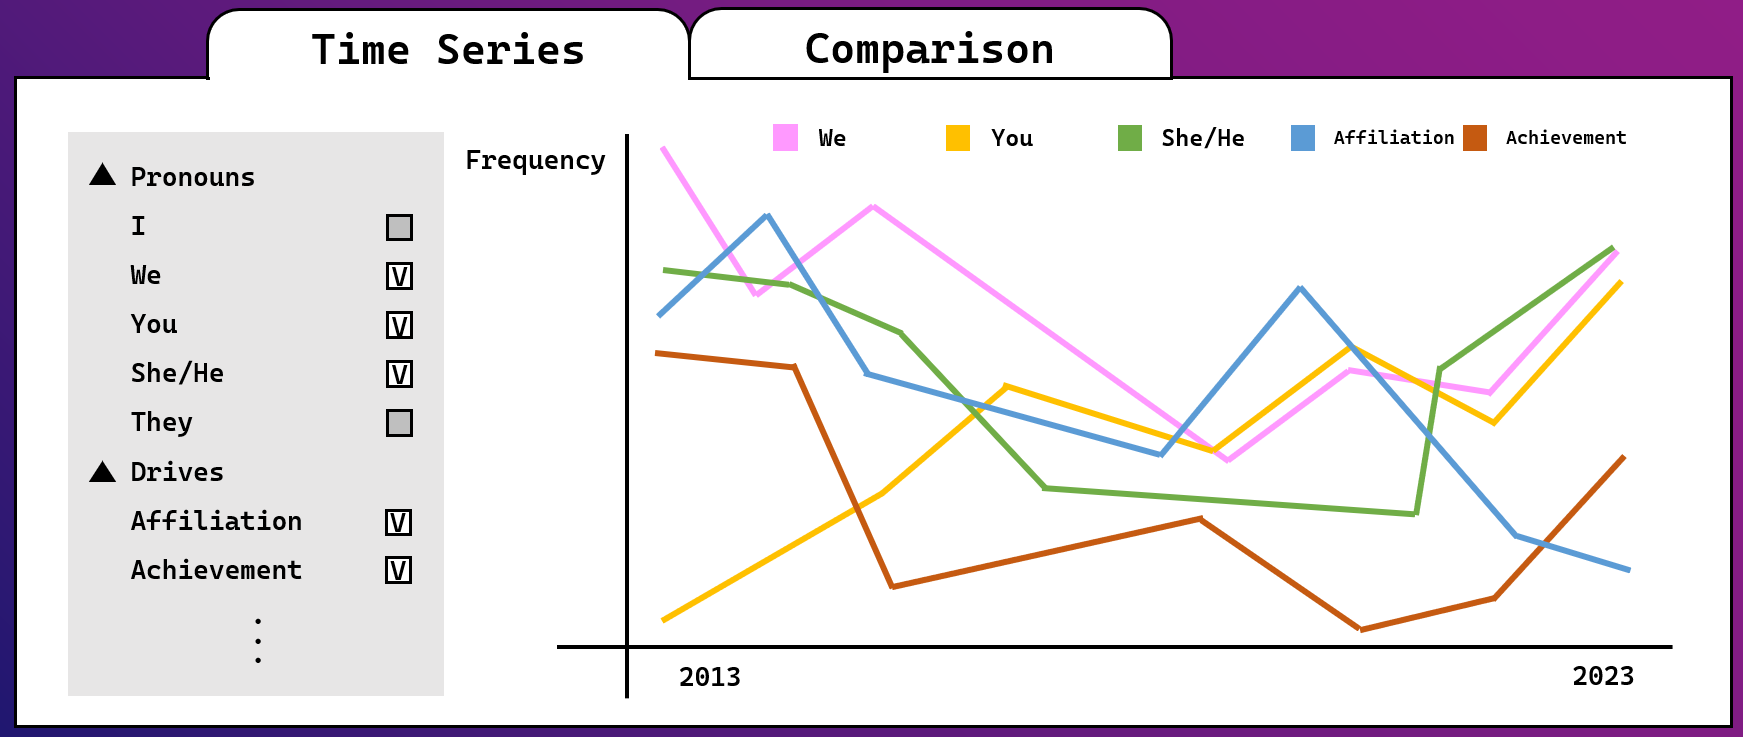 Time Series
Comparison
Pronouns
I
We V
You V
She/He V
They
Drives
Affiliation V
Achievement V
Frequency
We
You
She/He
Affiliation
Achievement
2013
2023